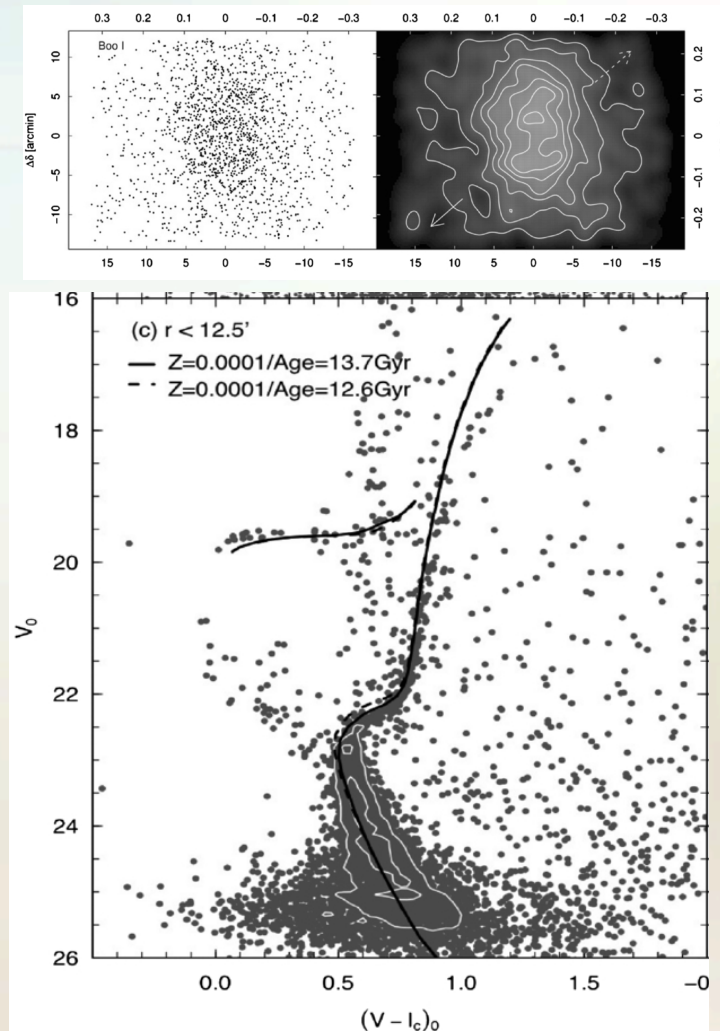 0.3 0.2 0.1 0 −0.1 −0.2 −0.3 0.3 0.2 0.1 0 −0.1 −0.2 −0.3
Boo I
Δδ [arcmin]
10
5
0
−5
−10
0.2
0.1
0
−0.1
−0.2
15 10 5 0 −5 −10 −15 15 10 5 0 −5 −10 −15
16
(c) r < 12.5'
Z=0.0001/Age=13.7Gyr
Z=0.0001/Age=12.6Gyr
18
20
V₀
22
24
26
0.0 0.5 1.0 1.5 −0
(V − I꜀)₀